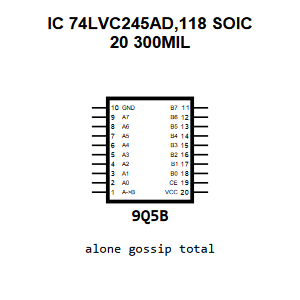 IC 74LVC245AD,118 SOIC
20 300MIL
10 GND B7 11
9 A7 B6 12
8 A6 B5 13
7 A5 B4 14
6 A4 B3 15
5 A3 B2 16
4 A2 B1 17
3 A1 B0 18
2 A0 CE 19
1 A->B VCC 20
9Q5B
alone gossip total